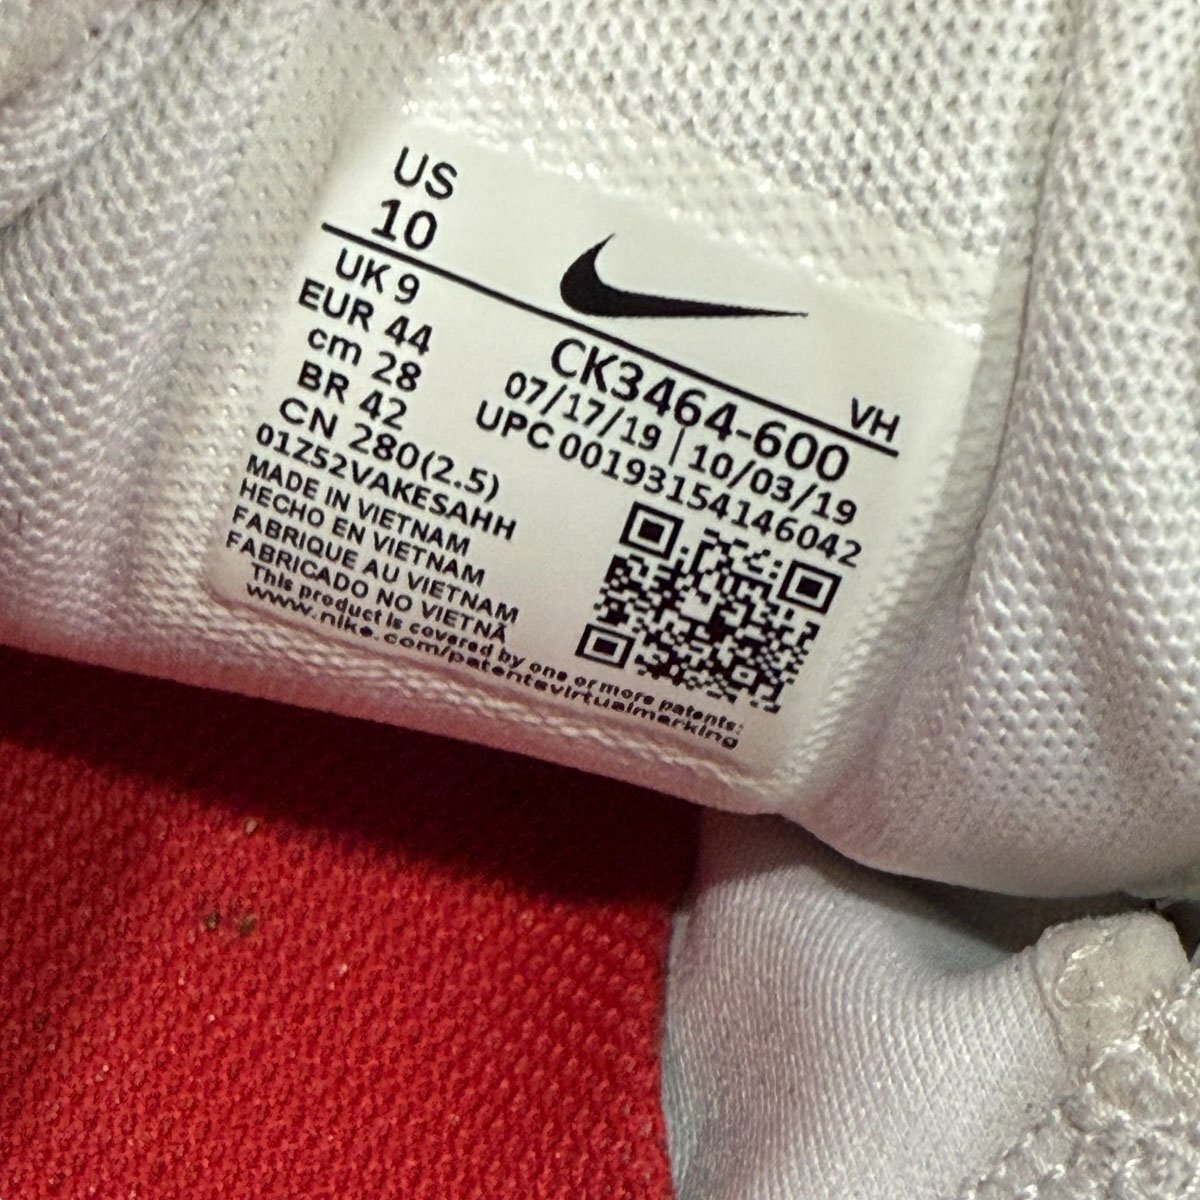 US
10
UK 9
EUR 44
cm 28
BR 42
CN 280(2.5)
01Z52VAKESAHH
MADE IN VIETNAM
HECHO EN VIETNAM
FABRIQUE AU VIETNAM
FABRICADO NO VIETNÃ
This product is covered by one or more patents:
www.nike.com/patentsvirtualmarking
VH
CK3464-600
07/17/19 | 10/03/19
UPC 00193154146042